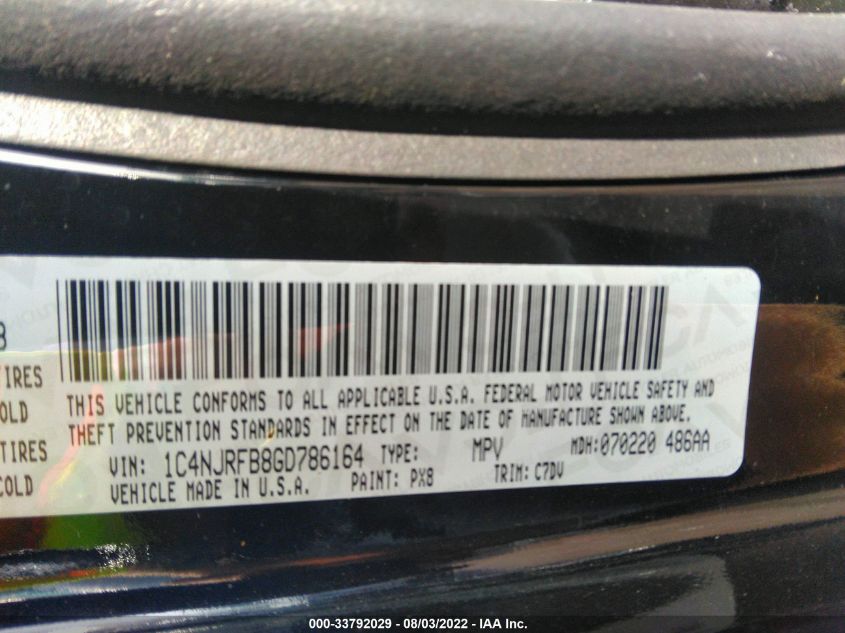 TIRES
COLD
TIRES
COLD
THIS VEHICLE CONFORMS TO ALL APPLICABLE U.S.A. FEDERAL MOTOR VEHICLE SAFETY AND
THEFT PREVENTION STANDARDS IN EFFECT ON THE DATE OF MANUFACTURE SHOWN ABOVE.
VIN: 1C4NJRFB8GD786164 TYPE: MPV MDH:070220 486AA
VEHICLE MADE IN U.S.A. PAINT: PX8 TRIM: C7DV
000-33792029 - 08/03/2022 - IAA Inc.